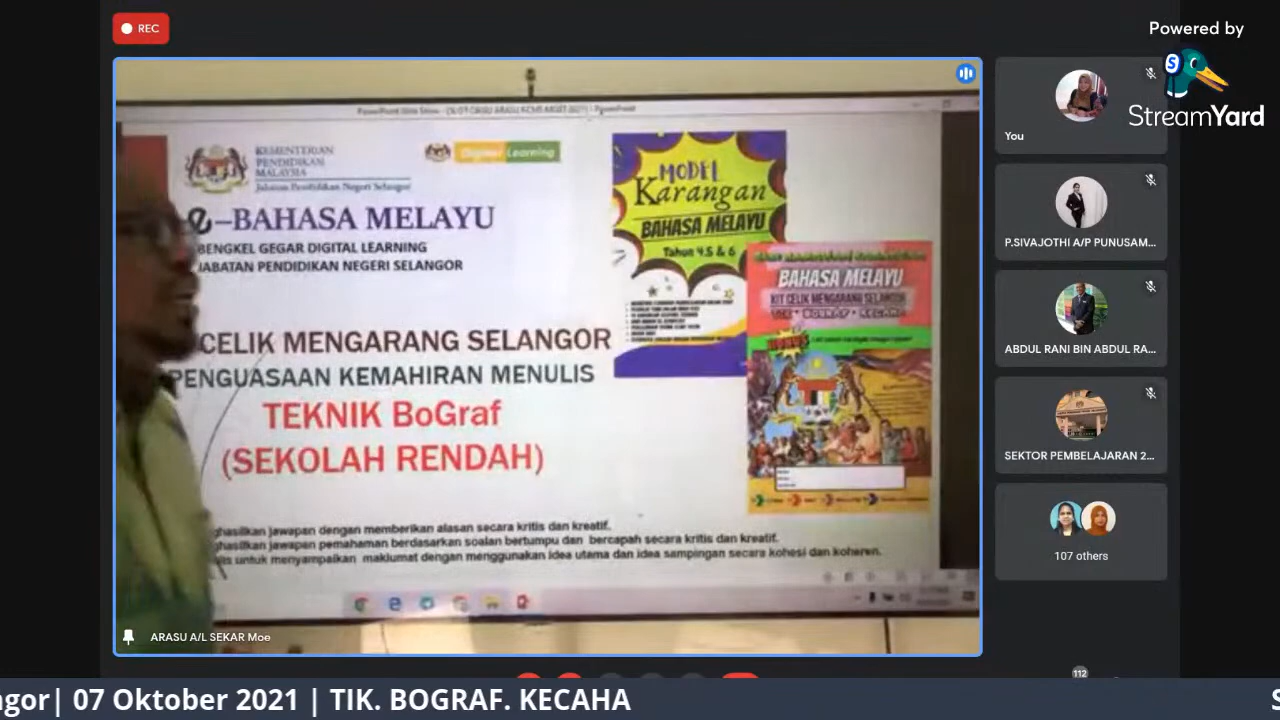 REC
Powered by
StreamYard
KEMENTERIAN
PENDIDIKAN
MALAYSIA
Jabatan Pendidikan Negeri Selangor
Digital Learning
e-BAHASA MELAYU
BENGKEL GEGAR DIGITAL LEARNING
JABATAN PENDIDIKAN NEGERI SELANGOR
CELIK MENGARANG SELANGOR
PENGUASAAN KEMAHIRAN MENULIS
TEKNIK BoGraf
(SEKOLAH RENDAH)
MODEL
Karangan
BAHASA MELAYU
Tahun 4,5 & 6
BAHASA MELAYU
KIT CELIK MENGARANG SELANGOR
jawapan dengan memberikan alasan secara kritis dan kreatif.
jawapan pemahaman berdasarkan soalan bertumpu dan bercapah secara kritis dan kreatif.
untuk menyampaikan maklumat dengan menggunakan idea utama dan idea sampingan secara kohesi dan koheren.
ARASU A/L SEKAR Moe
You
P.SIVAJOTHI A/P PUNUSAM...
ABDUL RANI BIN ABDUL RA...
SEKTOR PEMBELAJARAN 2...
107 others
112
ngor| 07 Oktober 2021 | TIK. BOGRAF. KECAHA
S